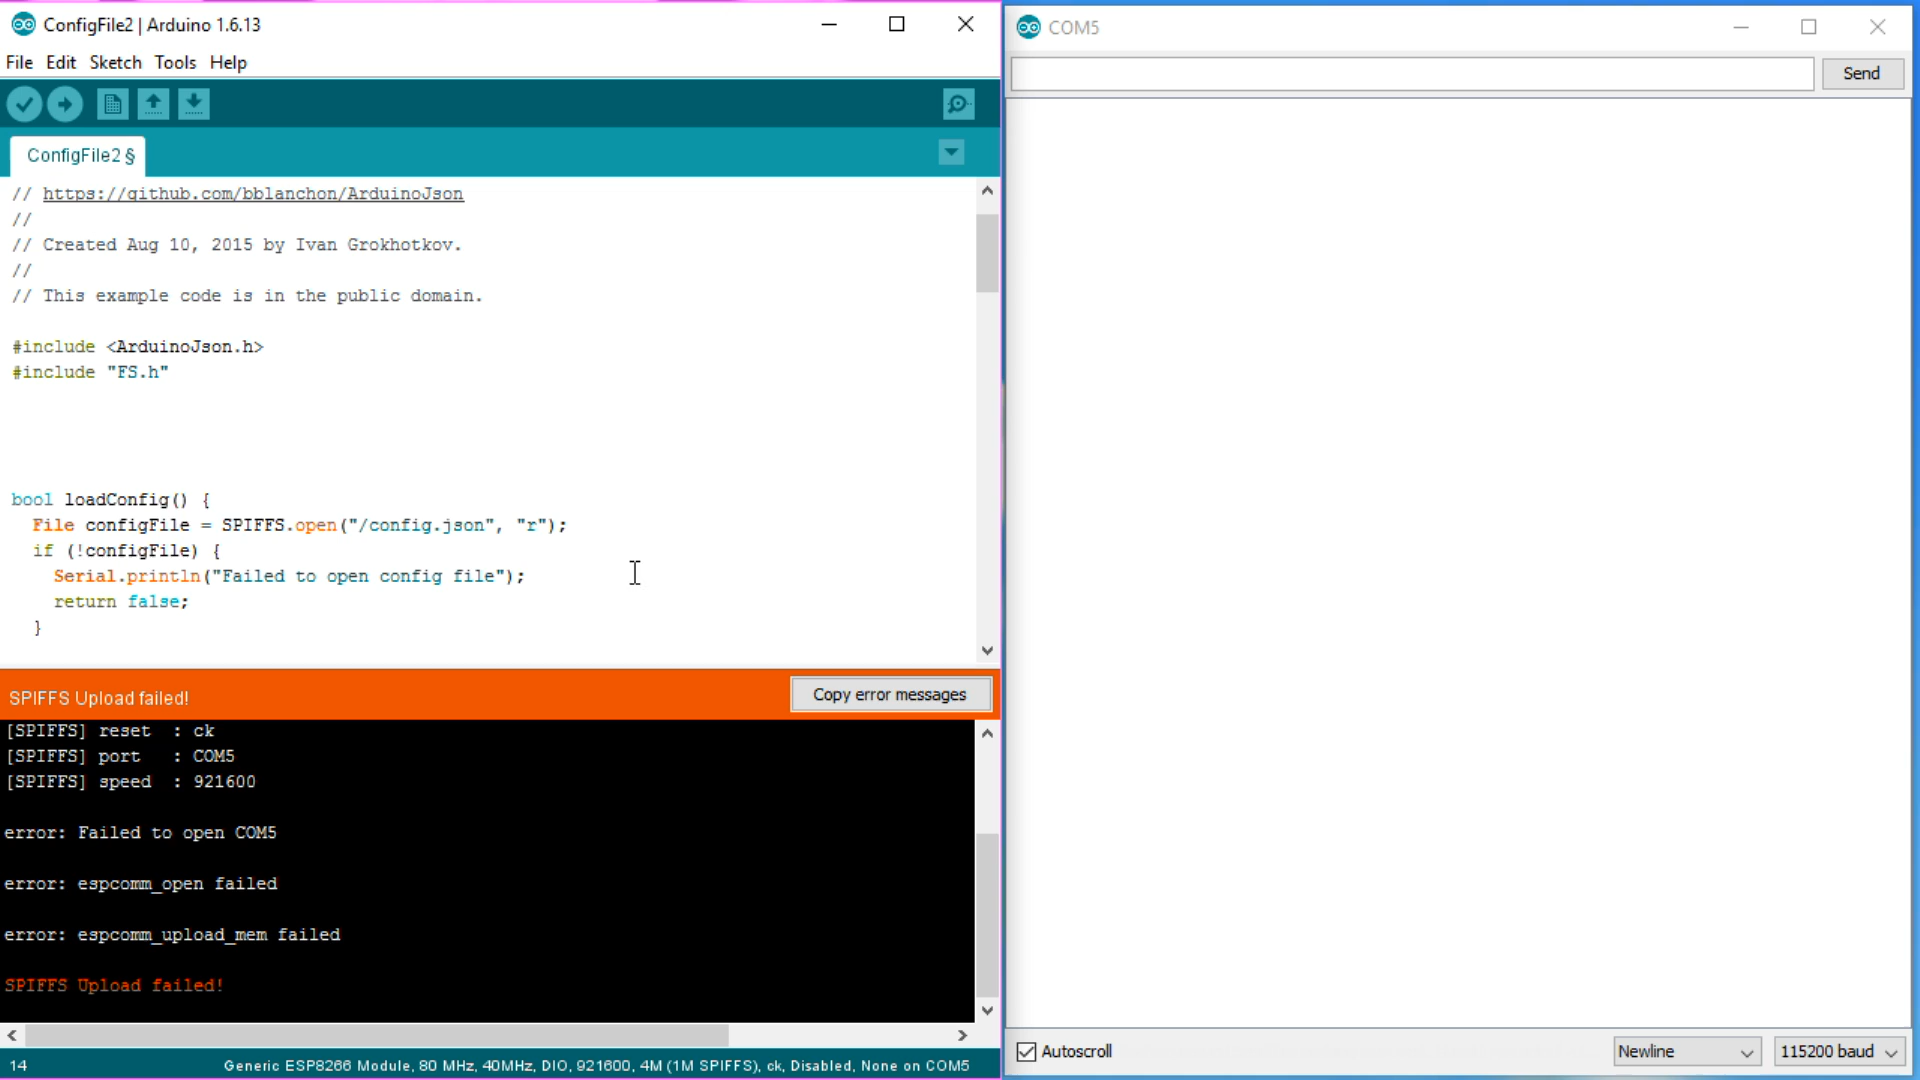 ConfigFile2 | Arduino 1.6.13
File Edit Sketch Tools Help
ConfigFile2 §
// https://github.com/bblanchon/ArduinoJson
//
// Created Aug 10, 2015 by Ivan Grokhotkov.
//
// This example code is in the public domain.
#include <ArduinoJson.h>
#include "FS.h"
bool loadConfig() {
File configFile = SPIFFS.open("/config.json", "r");
if (!configFile) {
Serial.println("Failed to open config file");
return false;
}
SPIFFS Upload failed!
Copy error messages
[SPIFFS] reset : ck
[SPIFFS] port : COM5
[SPIFFS] speed : 921600
error: Failed to open COM5
error: espcomm_open failed
error: espcomm_upload_mem failed
SPIFFS Upload failed!
14
Generic ESP8266 Module, 80 MHz, 40MHz, DIO, 921600, 4M (1M SPIFFS), ck, Disabled, None on COM5
COM5
Send
Autoscroll
Newline
115200 baud